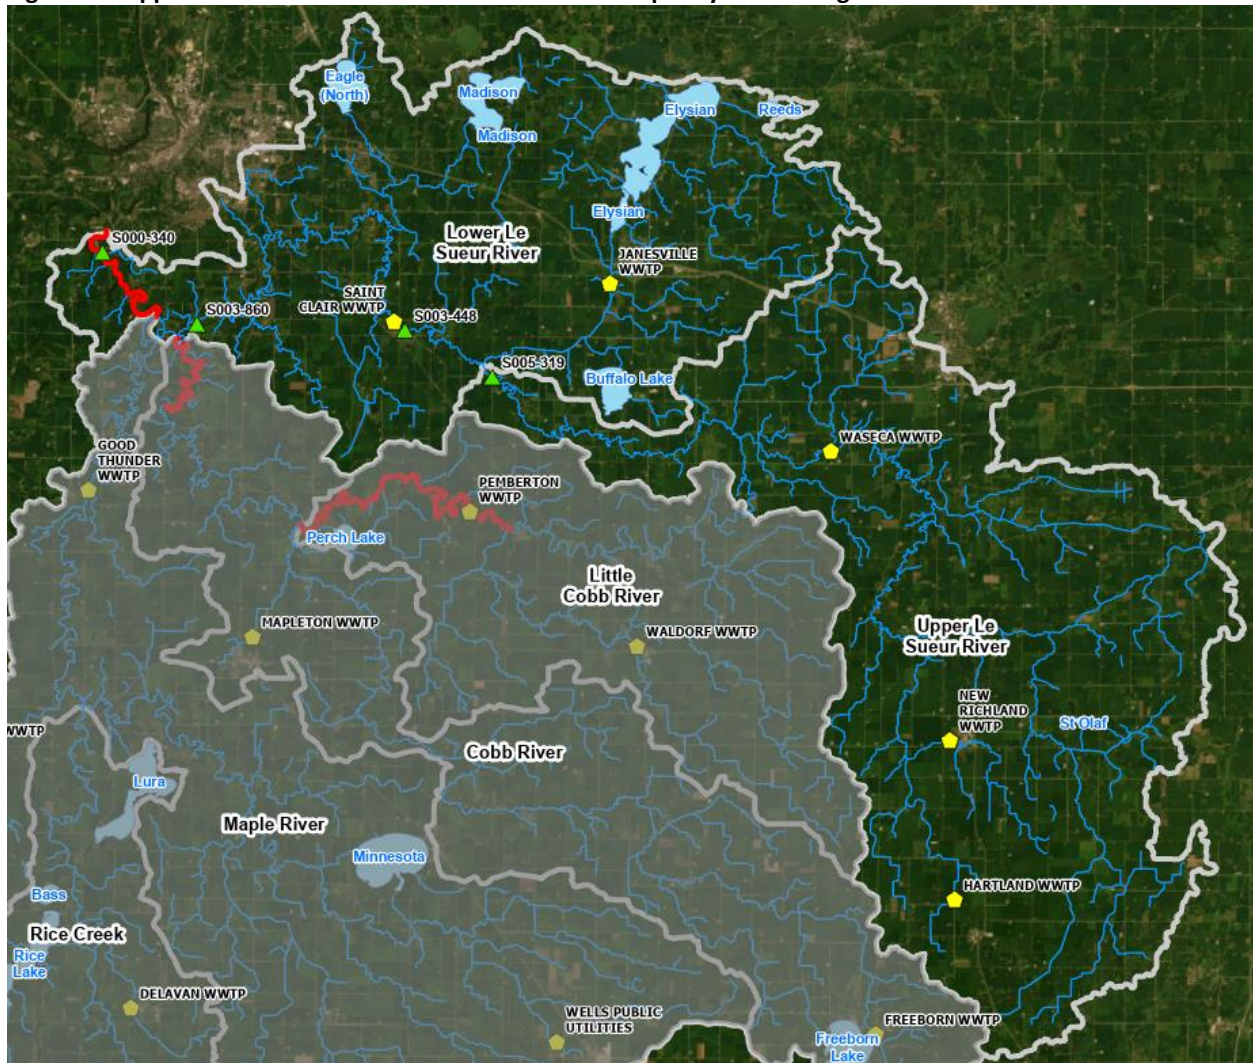 Eagle
(North)
Madison
Madison
Elysian
Reeds
Elysian
Lower Le
Sueur River
S000-340
JANESVILLE
WWTP
SAINT
CLAIR WWTP
S003-860
S003-448
S005-319
Buffalo Lake
GOOD
THUNDER
WWTP
WASECA WWTP
PEMBERTON
WWTP
Perch Lake
Little
Cobb River
MAPLETON WWTP
WALDORF WWTP
Upper Le
Sueur River
NEW
RICHLAND
WWTP
St Olaf
WWTP
Cobb River
Lura
Maple River
Minnesota
Bass
HARTLAND WWTP
Rice Creek
Rice
Lake
DELAVAN WWTP
WELLS PUBLIC
UTILITIES
FREEBORN WWTP
Freeborn
Lake